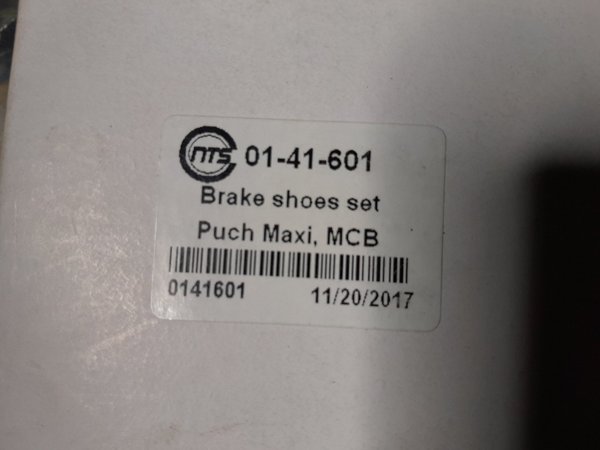 NTS 01-41-601
Brake shoes set
Puch Maxi, MCB
0141601 11/20/2017